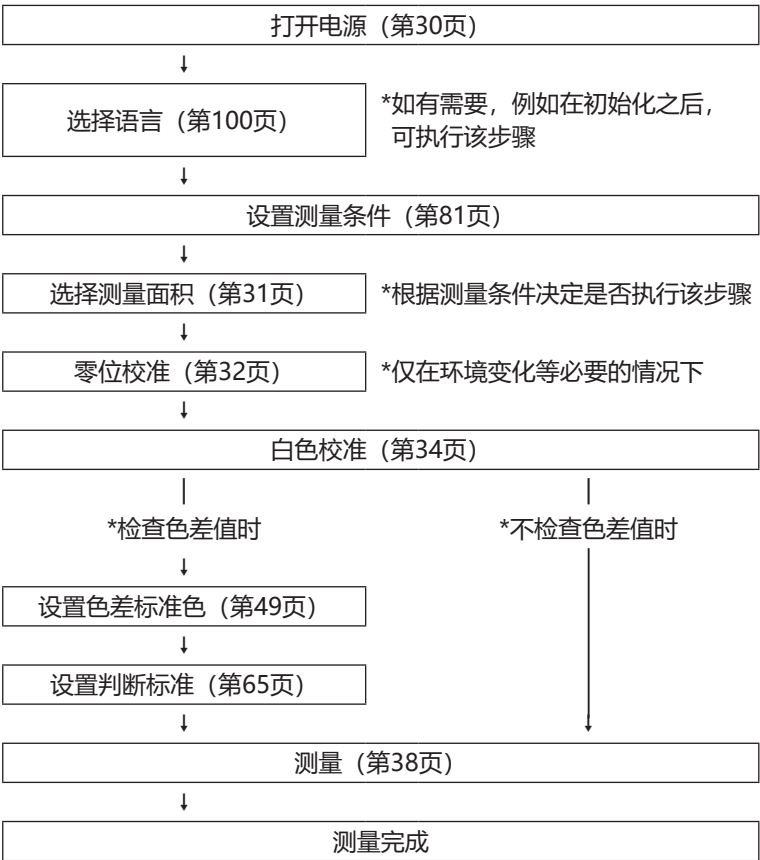 打开电源（第30页）
↓
选择语言（第100页）
*如有需要，例如在初始化之后，
可执行该步骤
↓
设置测量条件（第81页）
↓
选择测量面积（第31页）
*根据测量条件决定是否执行该步骤
↓
零位校准（第32页）
*仅在环境变化等必要的情况下
↓
白色校准（第34页）
*检查色差值时
*不检查色差值时
↓
设置色差标准色（第49页）
↓
设置判断标准（第65页）
↓
测量（第38页）
↓
测量完成